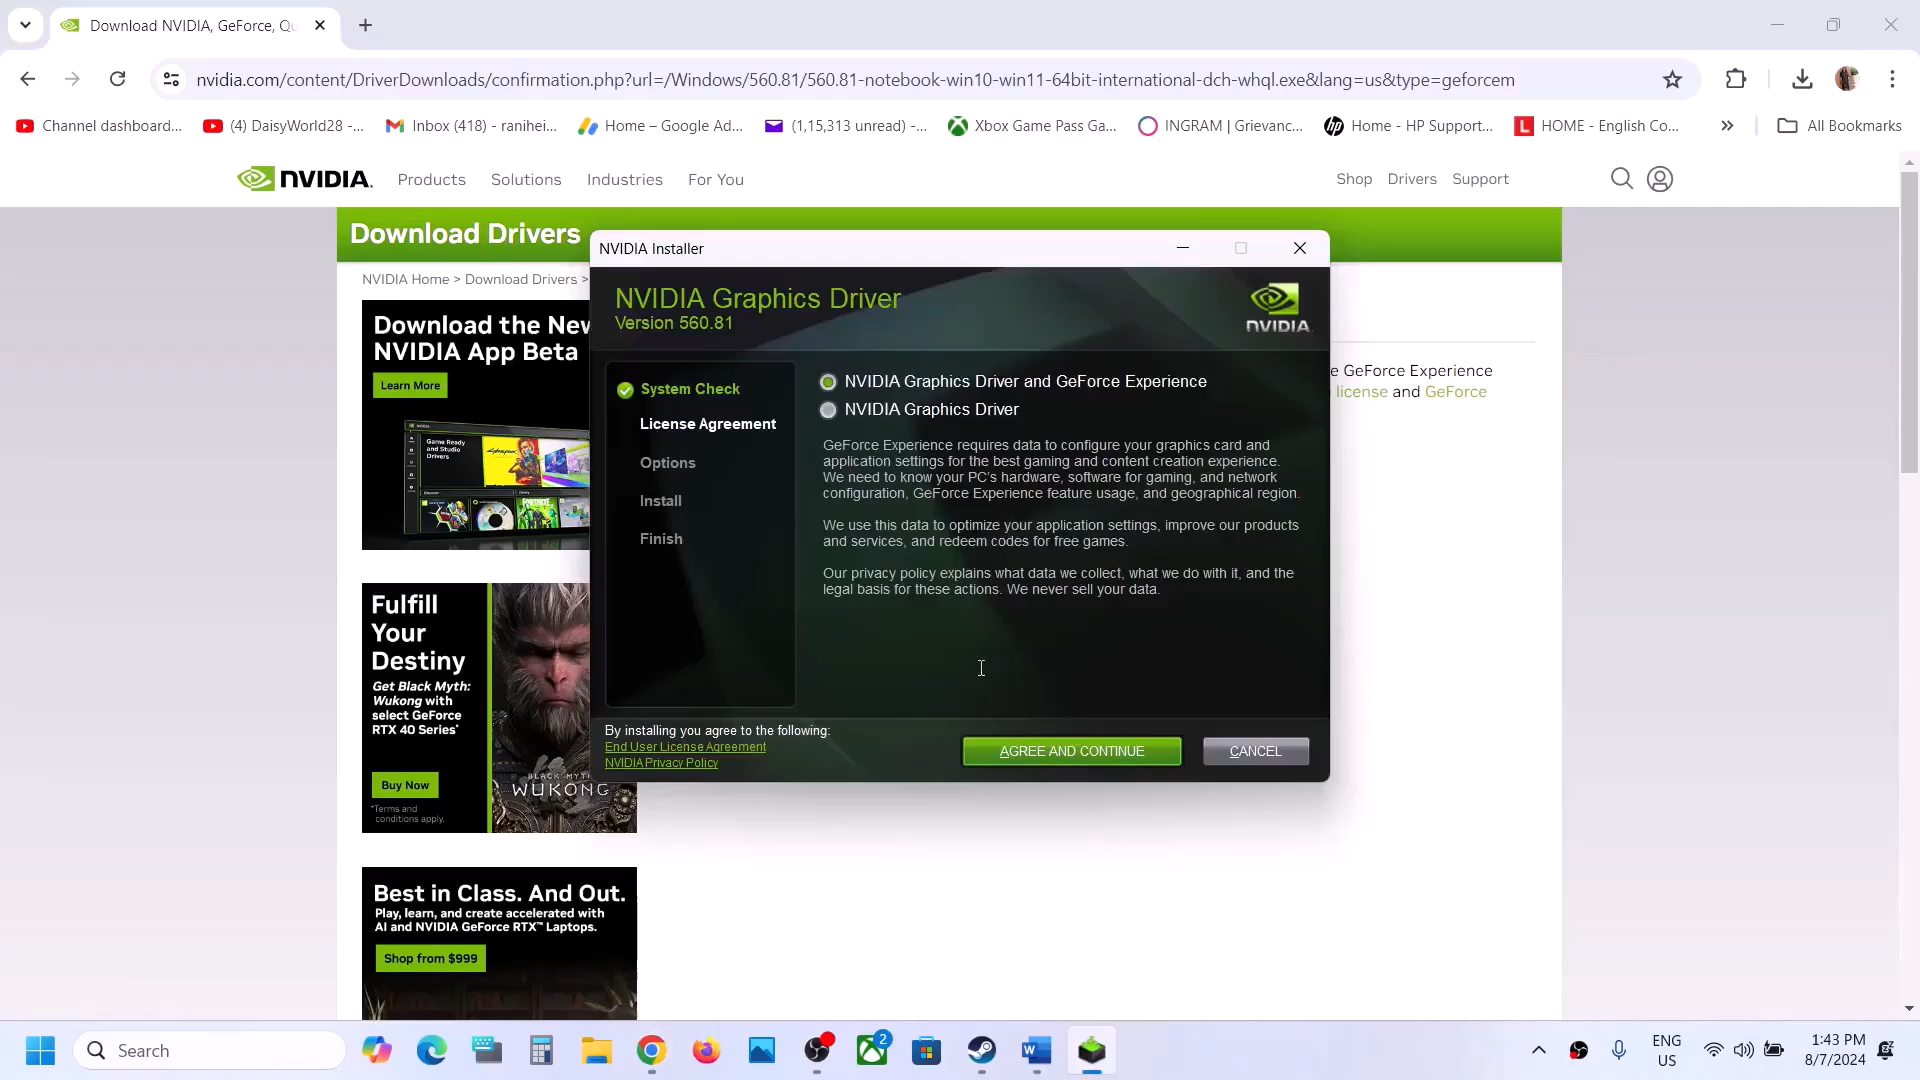 Download NVIDIA, GeForce, Qu
nvidia.com/content/DriverDownloads/confirmation.php?url=/Windows/560.81/560.81-notebook-win10-win11-64bit-international-dch-whql.exe&lang=us&type=geforcem
Channel dashboard...
(4) DaisyWorld28 -...
Inbox (418) - ranihei...
Home – Google Ad...
(1,15,313 unread) -...
Xbox Game Pass Ga...
INGRAM | Grievanc...
Home - HP Support...
HOME - English Co...
All Bookmarks
NVIDIA.
Products
Solutions
Industries
For You
Shop
Drivers
Support
Download Drivers
NVIDIA Home > Download Drivers >
Download the New
NVIDIA App Beta
Learn More
Game Ready
and Studio
Drivers
e GeForce Experience
license and GeForce
NVIDIA Installer
NVIDIA Graphics Driver
Version 560.81
NVIDIA.
System Check
License Agreement
Options
Install
Finish
NVIDIA Graphics Driver and GeForce Experience
NVIDIA Graphics Driver
GeForce Experience requires data to configure your graphics card and
application settings for the best gaming and content creation experience.
We need to know your PC's hardware, software for gaming, and network
configuration, GeForce Experience feature usage, and geographical region.
We use this data to optimize your application settings, improve our products
and services, and redeem codes for free games.
Our privacy policy explains what data we collect, what we do with it, and the
legal basis for these actions. We never sell your data.
By installing you agree to the following:
End User License Agreement
NVIDIA Privacy Policy
AGREE AND CONTINUE
CANCEL
Fulfill
Your
Destiny
Get Black Myth:
Wukong with
select GeForce
RTX 40 Series*
Buy Now
*Terms and
conditions apply.
BLACK MYTH
WUKONG
Best in Class. And Out.
Play, learn, and create accelerated with
AI and NVIDIA GeForce RTX™ Laptops.
Shop from $999
Search
2
ENG
US
1:43 PM
8/7/2024